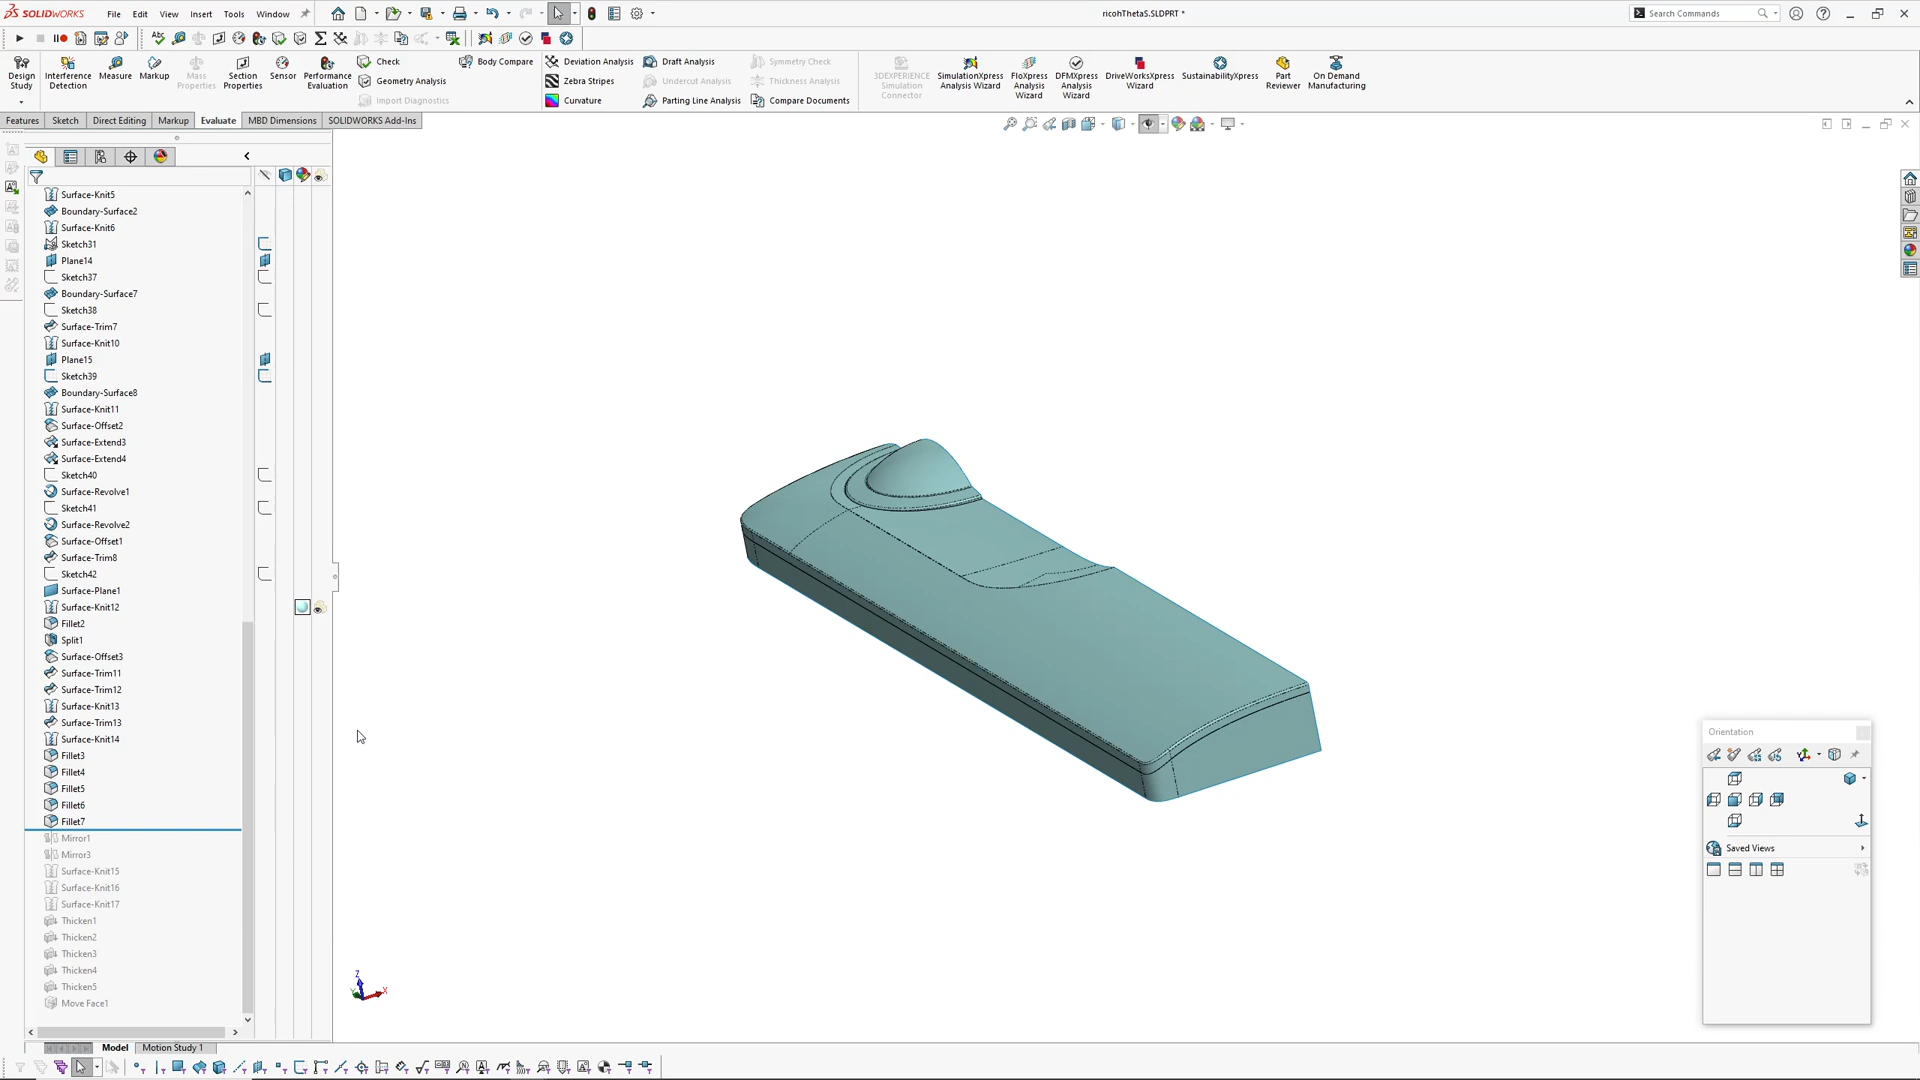 SOLIDWORKS File Edit View Insert Tools Window ricohThetaS.SLDPRT * Search Commands
Design Study
Interference Detection
Measure
Markup
Mass Properties
Section Properties
Sensor
Performance Evaluation
Check
Geometry Analysis
Import Diagnostics
Body Compare
Deviation Analysis
Zebra Stripes
Curvature
Draft Analysis
Undercut Analysis
Parting Line Analysis
Symmetry Check
Thickness Analysis
Compare Documents
3DEXPERIENCE Simulation Connector
SimulationXpress Analysis Wizard
FloXpress Analysis Wizard
DFMXpress Analysis Wizard
DriveWorksXpress Wizard
SustainabilityXpress
Part Reviewer
On Demand Manufacturing
Features Sketch Direct Editing Markup Evaluate MBD Dimensions SOLIDWORKS Add-Ins
Surface-Knit5
Boundary-Surface2
Surface-Knit6
Sketch31
Plane14
Sketch37
Boundary-Surface7
Sketch38
Surface-Trim7
Surface-Knit10
Plane15
Sketch39
Boundary-Surface8
Surface-Knit11
Surface-Offset2
Surface-Extend3
Surface-Extend4
Sketch40
Surface-Revolve1
Sketch41
Surface-Revolve2
Surface-Offset1
Surface-Trim8
Sketch42
Surface-Plane1
Surface-Knit12
Fillet2
Split1
Surface-Offset3
Surface-Trim11
Surface-Trim12
Surface-Knit13
Surface-Trim13
Surface-Knit14
Fillet3
Fillet4
Fillet5
Fillet6
Fillet7
Mirror1
Mirror3
Surface-Knit15
Surface-Knit16
Surface-Knit17
Thicken1
Thicken2
Thicken3
Thicken4
Thicken5
Move Face1
Z
X
Orientation
Saved Views
Model Motion Study 1